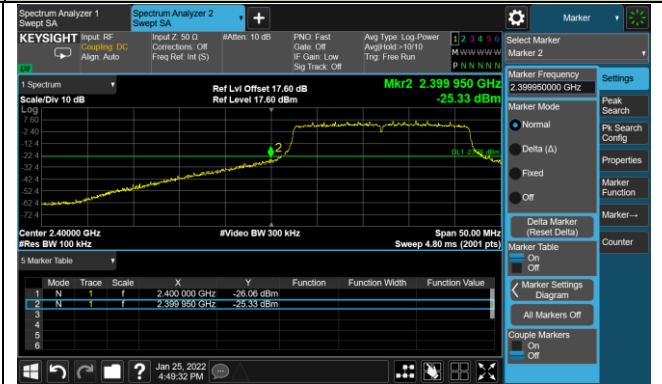 Spectrum Analyzer 1
Swept SA
Spectrum Analyzer 2
Swept SA
+
Marker
KEYSIGHT
Input: RF
Coupling: DC
Align: Auto
Input Z: 50 Ω
Corrections: Off
Freq Ref: Int (S)
#Atten: 10 dB
PNO: Fast
Gate: Off
IF Gain: Low
Sig Track: Off
Avg Type: Log-Power
Avg|Hold:>10/10
Trig: Free Run
1 2 3 4 5 6
M W W W W W
P N N N N N
Select Marker
Marker 2
1 Spectrum
Scale/Div 10 dB
Log
Ref Lvl Offset 17.60 dB
Ref Level 17.60 dBm
Mkr2 2.399 950 GHz
-25.33 dBm
7.60
-2.40
-12.4
-22.4
-32.4
-42.4
-52.4
-62.4
-72.4
2
Center 2.40000 GHz
#Res BW 100 kHz
#Video BW 300 kHz
Span 50.00 MHz
Sweep 4.80 ms (2001 pts)
5 Marker Table
Mode Trace Scale X Y Function Function Width Function Value
1 N 1 f 2.400 000 GHz -26.06 dBm
2 N 1 f 2.399 950 GHz -25.33 dBm
3
4
5
6
Jan 25, 2022
4:49:32 PM
Marker Frequency
2.399950000 GHz
Marker Mode
Normal
Delta (Δ)
Fixed
Off
Delta Marker
(Reset Delta)
Marker Table
On
Off
Marker Settings
Diagram
All Markers Off
Couple Markers
On
Off
Settings
Peak
Search
Pk Search
Config
Properties
Marker
Function
Marker→
Counter